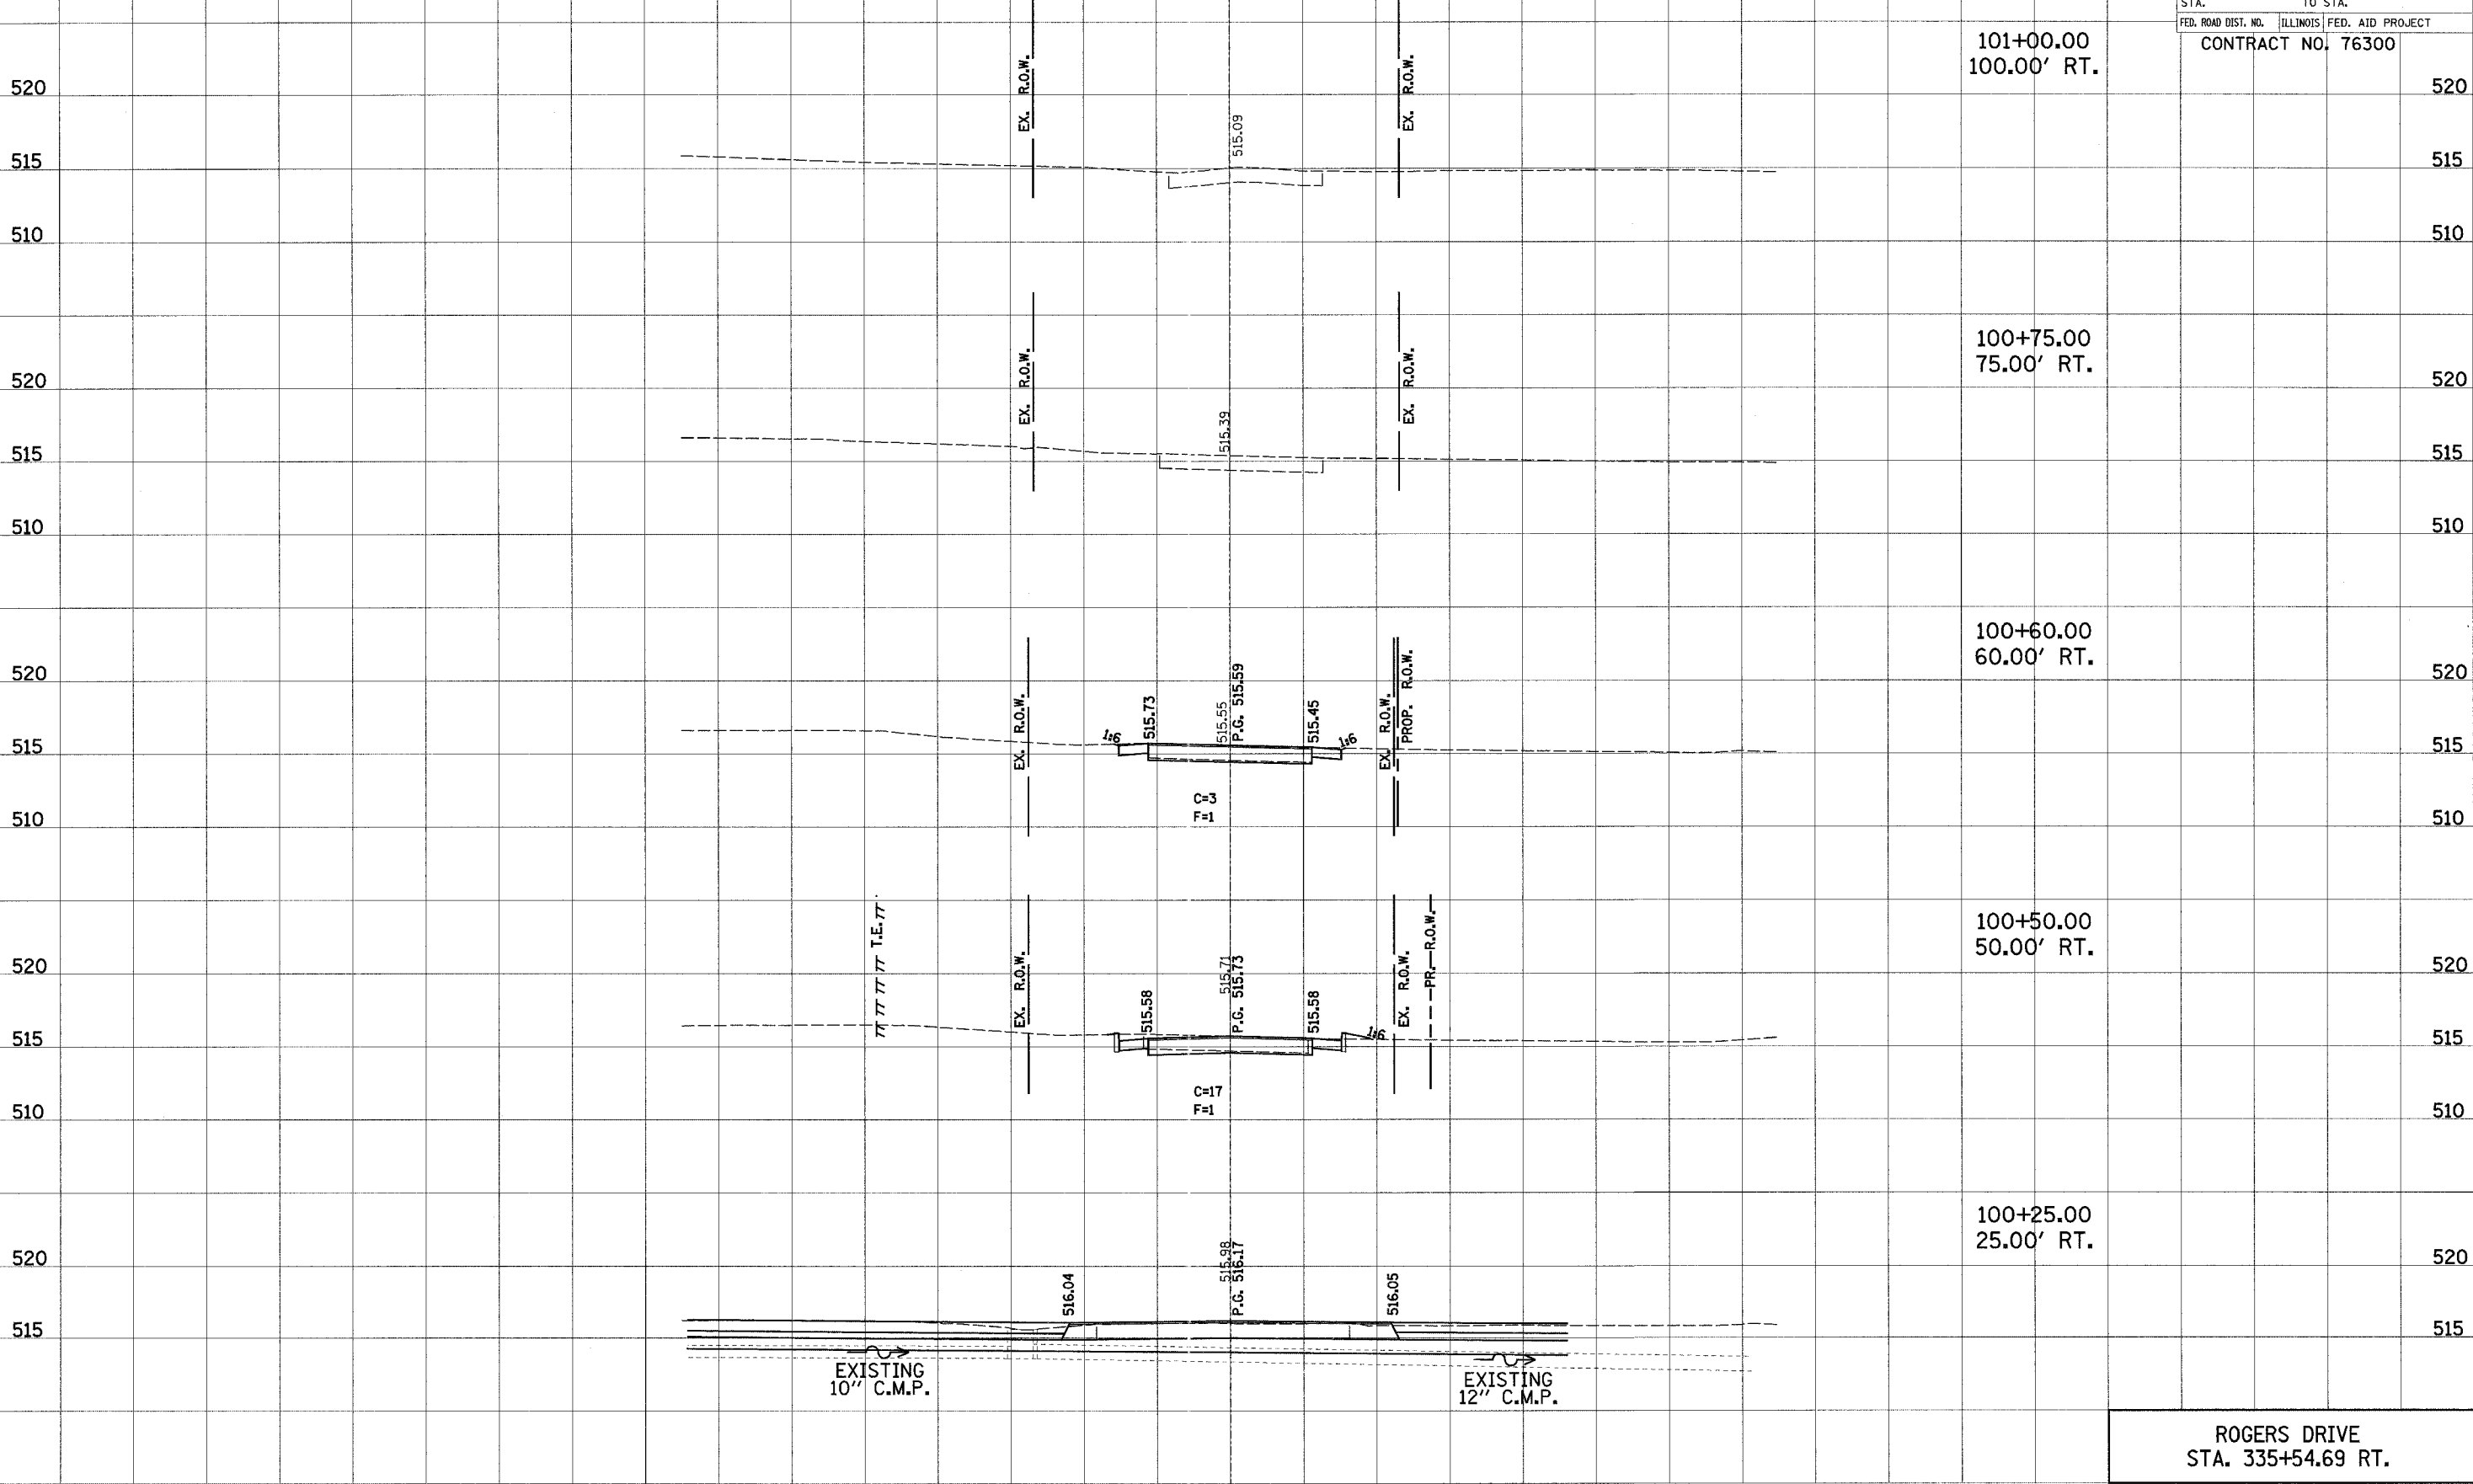 STA. TO STA.
FED. ROAD DIST. NO. ILLINOIS FED. AID PROJECT
CONTRACT NO. 76300
101+00.00
100.00' RT.
EX. R.O.W.
EX. R.O.W.
520
520
515.09
515
515
510
510
100+75.00
75.00' RT.
EX. R.O.W.
EX. R.O.W.
520
520
515.39
515
515
510
510
100+60.00
60.00' RT.
520
520
EX. R.O.W.
515.73
515.55
P.G. 515.59
515.45
EX. R.O.W.
PROP. R.O.W.
1:6
1:6
515
515
C=3
F=1
510
510
100+50.00
50.00' RT.
T.E.
520
520
EX. R.O.W.
515.58
515.71
P.G. 515.73
515.58
EX. R.O.W.
PR. R.O.W.
1:6
515
515
C=17
F=1
510
510
100+25.00
25.00' RT.
520
520
516.04
515.98
P.G. 516.17
516.05
515
515
EXISTING
10" C.M.P.
EXISTING
12" C.M.P.
ROGERS DRIVE
STA. 335+54.69 RT.